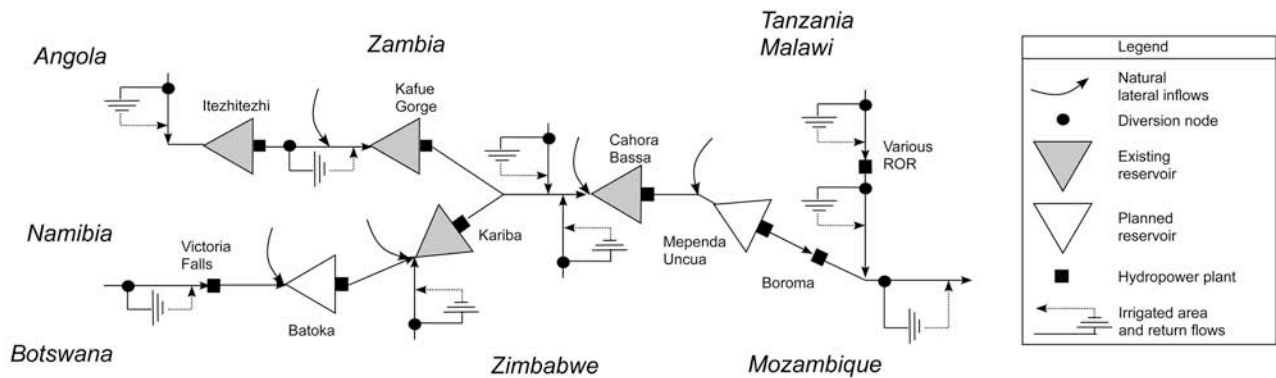 Angola
Zambia
Tanzania
Malawi
Itezhitezhi
Kafue
Gorge
Cahora
Bassa
Various
ROR
Namibia
Victoria
Falls
Kariba
Mependa
Uncua
Boroma
Batoka
Botswana
Zimbabwe
Mozambique
Legend
Natural
lateral inflows
Diversion node
Existing
reservoir
Planned
reservoir
Hydropower plant
Irrigated area
and return flows